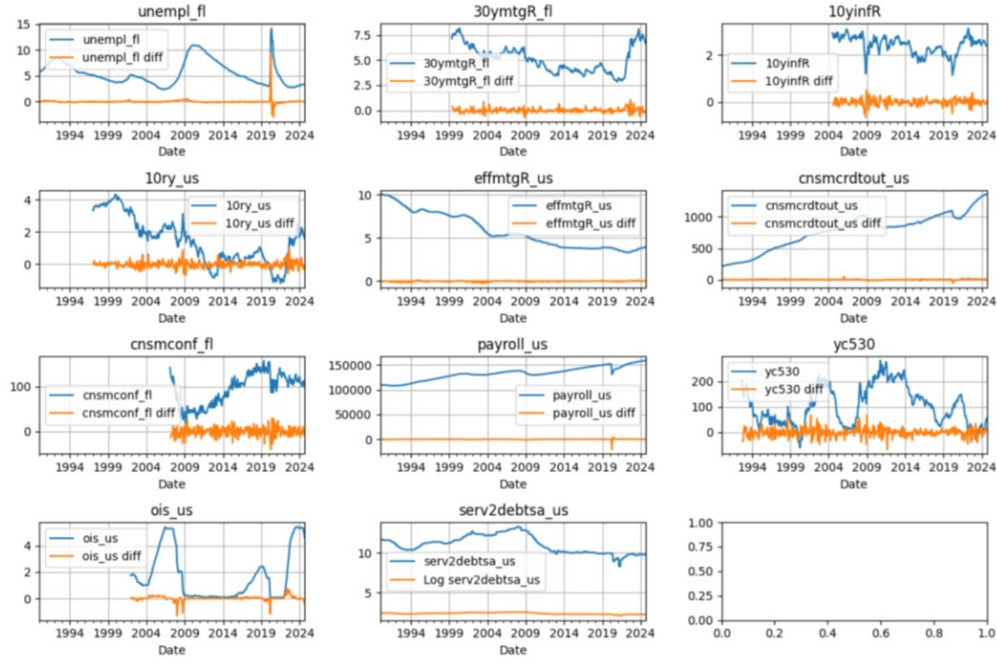 unempl_fl
15
10
5
0
unempl_fl
unempl_fl diff
1994 1999 2004 2009 2014 2019 2024
Date
30ymtgR_fl
7.5
5.0
2.5
0.0
30ymtgR_fl
30ymtgR_fl diff
1994 1999 2004 2009 2014 2019 2024
Date
10yinfR
2
0
10yinfR
10yinfR diff
1994 1999 2004 2009 2014 2019 2024
Date
10ry_us
4
2
0
10ry_us
10ry_us diff
1994 1999 2004 2009 2014 2019 2024
Date
effmtgR_us
10
5
0
effmtgR_us
effmtgR_us diff
1994 1999 2004 2009 2014 2019 2024
Date
cnsmcrdtout_us
1000
500
0
cnsmcrdtout_us
cnsmcrdtout_us diff
1994 1999 2004 2009 2014 2019 2024
Date
cnsmconf_fl
100
0
cnsmconf_fl
cnsmconf_fl diff
1994 1999 2004 2009 2014 2019 2024
Date
payroll_us
150000
100000
50000
0
payroll_us
payroll_us diff
1994 1999 2004 2009 2014 2019 2024
Date
yc530
200
100
0
yc530
yc530 diff
1994 1999 2004 2009 2014 2019 2024
Date
ois_us
4
2
0
ois_us
ois_us diff
1994 1999 2004 2009 2014 2019 2024
Date
serv2debtsa_us
10
5
serv2debtsa_us
Log serv2debtsa_us
1994 1999 2004 2009 2014 2019 2024
Date
1.00
0.75
0.50
0.25
0.00
0.0 0.2 0.4 0.6 0.8 1.0